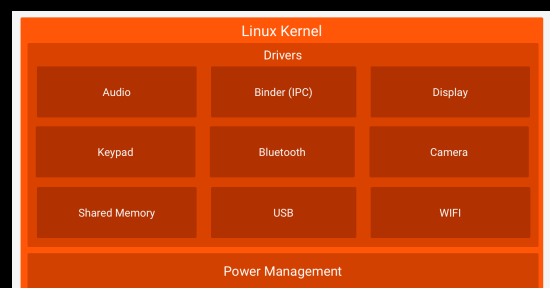 Linux Kernel
Drivers
Audio
Binder (IPC)
Display
Keypad
Bluetooth
Camera
Shared Memory
USB
WIFI
Power Management